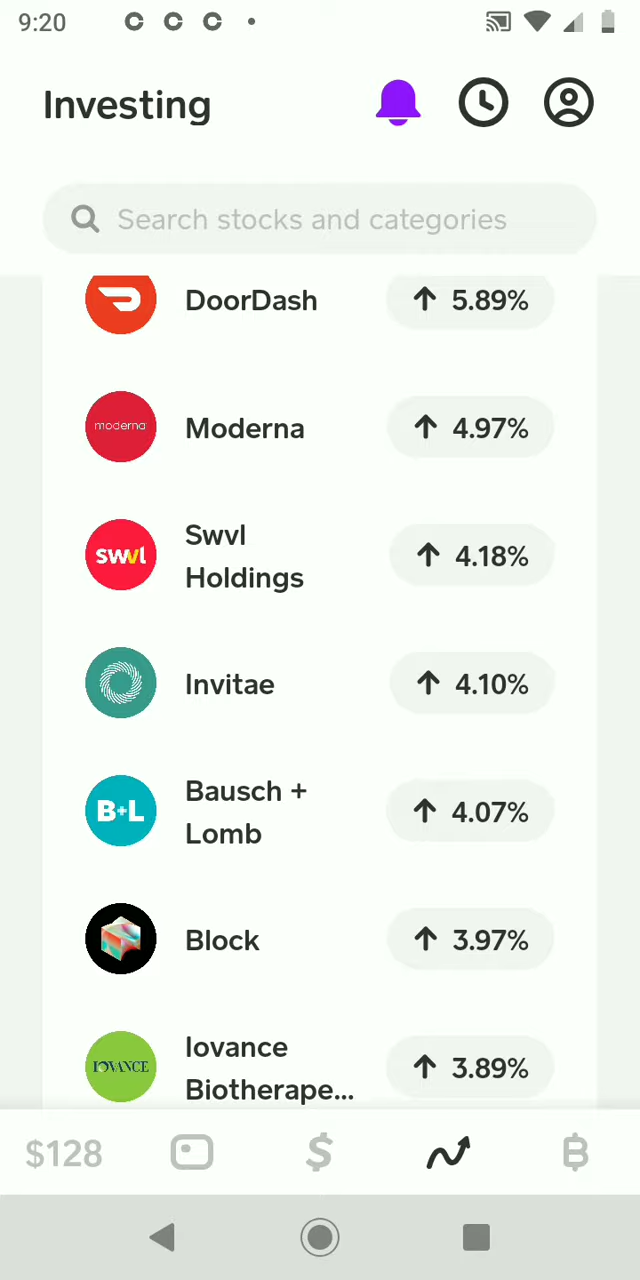 9:20
Investing
Search stocks and categories
DoorDash
5.89%
moderna
Moderna
4.97%
swvl
Swvl
Holdings
4.18%
Invitae
4.10%
B+L
Bausch +
Lomb
4.07%
Block
3.97%
IOVANCE
Iovance
Biotherape...
3.89%
$128